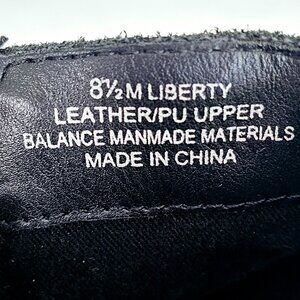 8½M LIBERTY
LEATHER/PU UPPER
BALANCE MANMADE MATERIALS
MADE IN CHINA